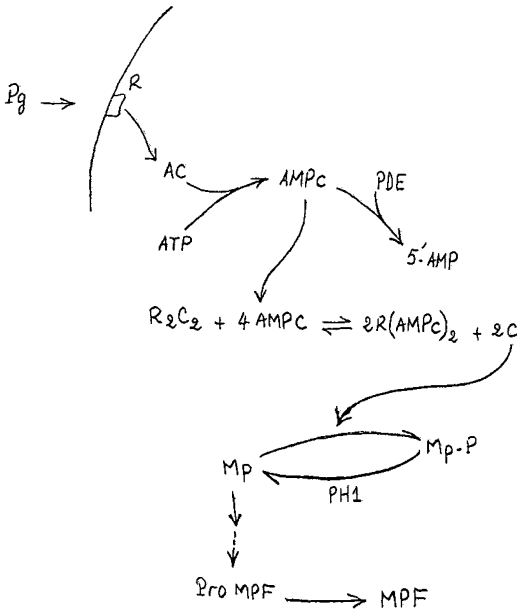 R
Pg
AC
AMPc
PDE
ATP
5'-AMP
R2C2 + 4 AMPC ⇌ 2R(AMPc)2 + 2C
Mp
Mp-P
PH1
Pro MPF
MPF